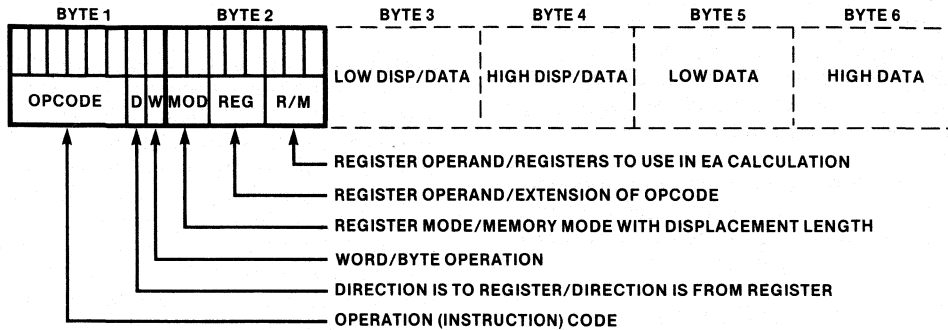 BYTE 1 BYTE 2 BYTE 3 BYTE 4 BYTE 5 BYTE 6
LOW DISP/DATA HIGH DISP/DATA LOW DATA HIGH DATA
OPCODE D W MOD REG R/M
REGISTER OPERAND/REGISTERS TO USE IN EA CALCULATION
REGISTER OPERAND/EXTENSION OF OPCODE
REGISTER MODE/MEMORY MODE WITH DISPLACEMENT LENGTH
WORD/BYTE OPERATION
DIRECTION IS TO REGISTER/DIRECTION IS FROM REGISTER
OPERATION (INSTRUCTION) CODE